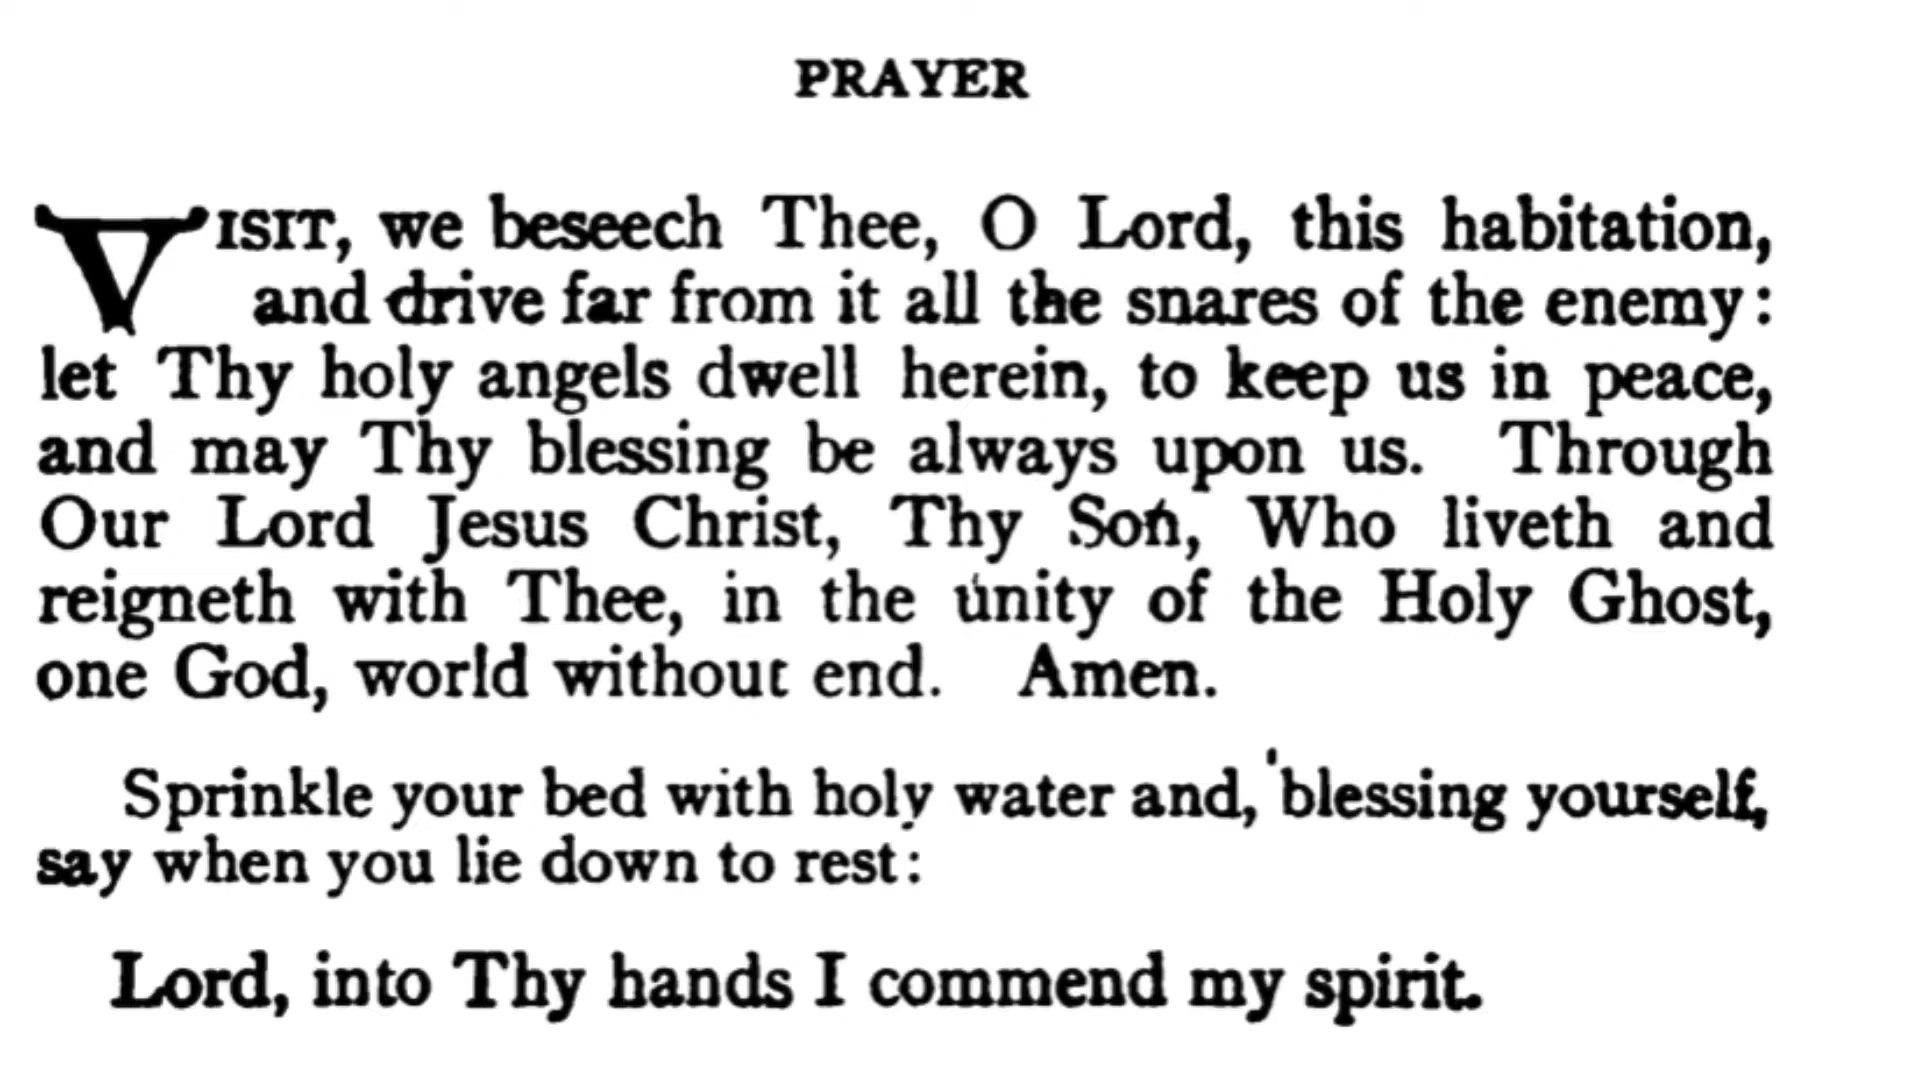 PRAYER
VISIT, we beseech Thee, O Lord, this habitation,
and drive far from it all the snares of the enemy:
let Thy holy angels dwell herein, to keep us in peace,
and may Thy blessing be always upon us. Through
Our Lord Jesus Christ, Thy Son, Who liveth and
reigneth with Thee, in the unity of the Holy Ghost,
one God, world without end. Amen.
Sprinkle your bed with holy water and, blessing yourself,
say when you lie down to rest:
Lord, into Thy hands I commend my spirit.